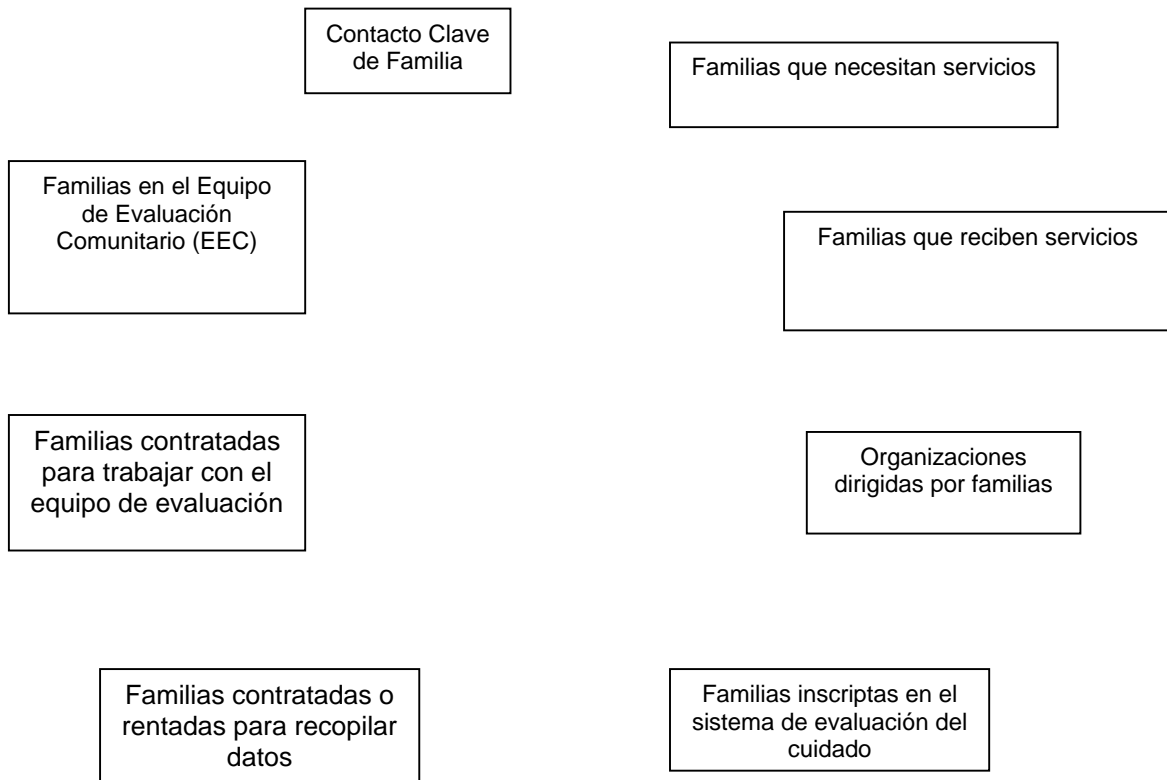 Contacto Clave
de Familia
Familias que necesitan servicios
Familias en el Equipo
de Evaluación
Comunitario (EEC)
Familias que reciben servicios
Familias contratadas
para trabajar con el
equipo de evaluación
Organizaciones
dirigidas por familias
Familias contratadas o
rentadas para recopilar
datos
Familias inscriptas en el
sistema de evaluación del
cuidado